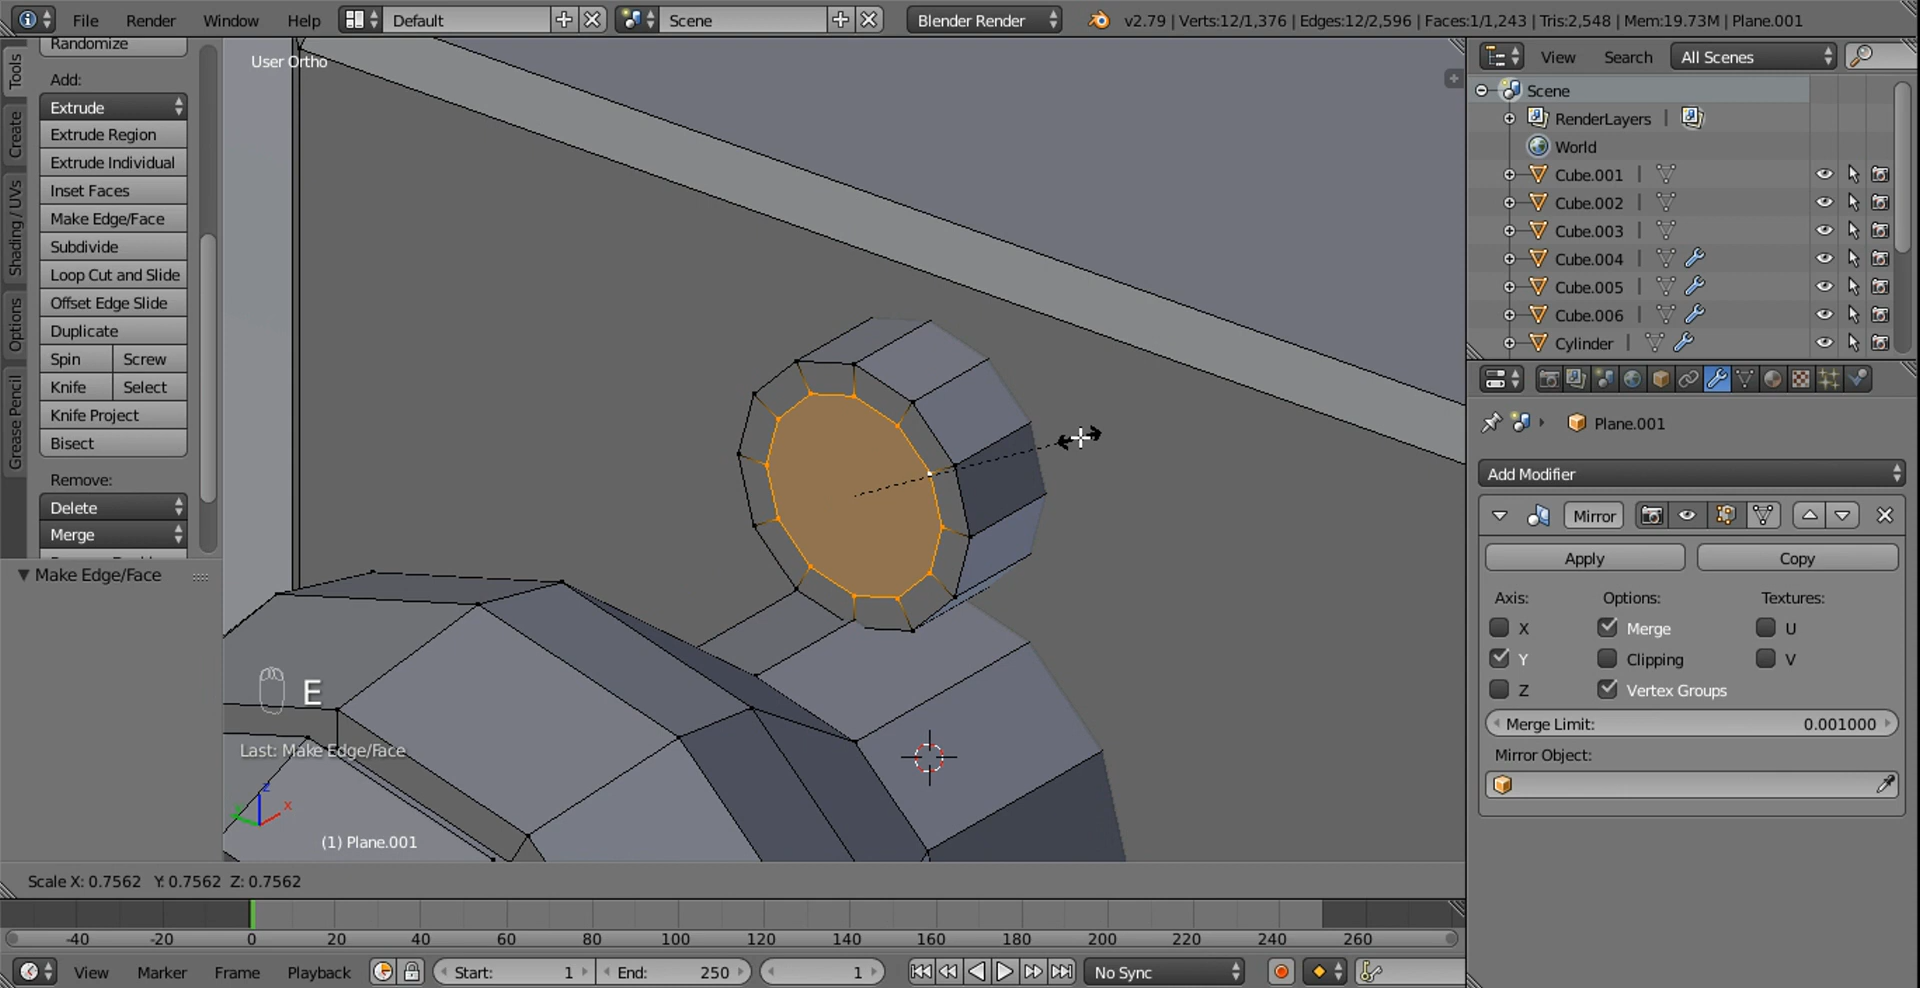 File Render Window Help Default Scene Blender Render v2.79 | Verts:12/1,376 | Edges:12/2,596 | Faces:1/1,243 | Tris:2,548 | Mem:19.73M | Plane.001
Tools
Create
Shading / UVs
Options
Grease Pencil
Randomize
Add:
Extrude
Extrude Region
Extrude Individual
Inset Faces
Make Edge/Face
Subdivide
Loop Cut and Slide
Offset Edge Slide
Duplicate
Spin Screw
Knife Select
Knife Project
Bisect
Remove:
Delete
Merge
Make Edge/Face
User Ortho
E
Last: Make Edge/Face
z
x
(1) Plane.001
Scale X: 0.7562 Y: 0.7562 Z: 0.7562
-40 -20 0 20 40 60 80 100 120 140 160 180 200 220 240 260
View Marker Frame Playback Start: 1 End: 250 1 No Sync
View Search All Scenes
Scene
RenderLayers |
World
Cube.001 |
Cube.002 |
Cube.003 |
Cube.004 |
Cube.005 |
Cube.006 |
Cylinder |
Plane.001
Add Modifier
Mirror
Apply Copy
Axis: Options: Textures:
X Merge U
Y Clipping V
Z Vertex Groups
Merge Limit: 0.001000
Mirror Object: